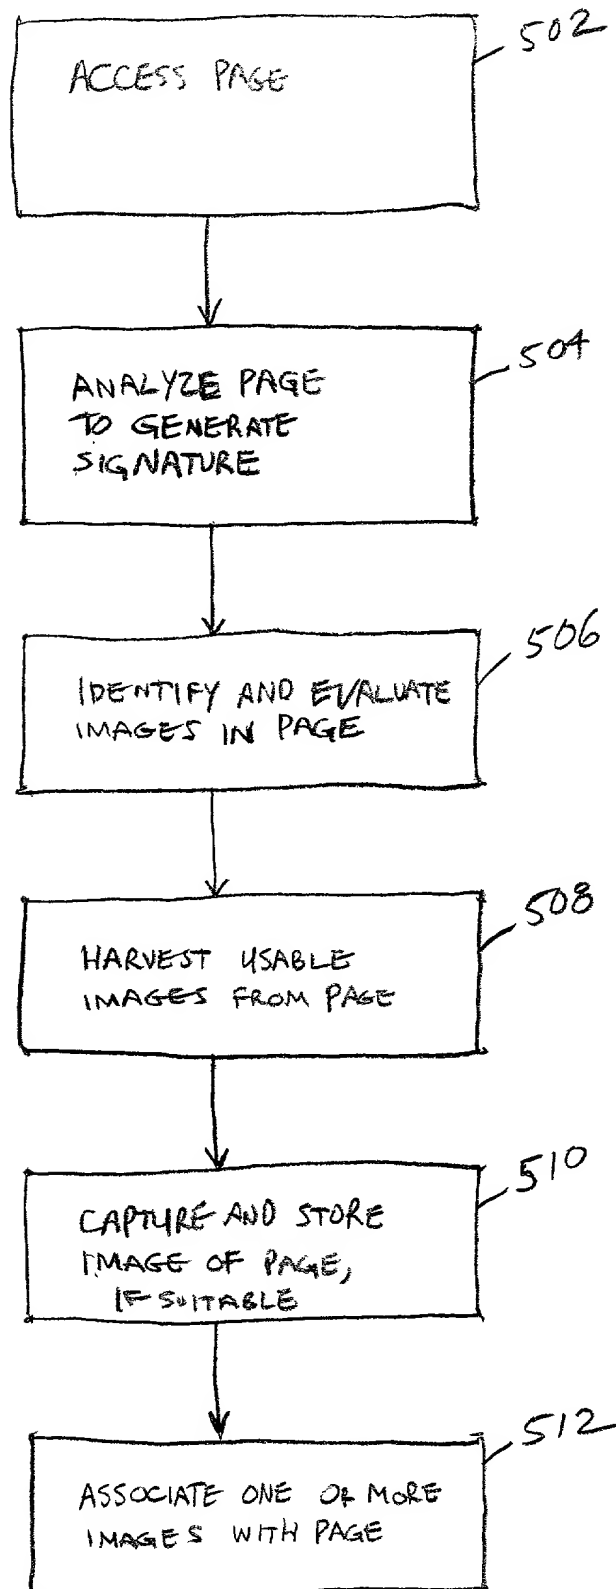 502
ACCESS PAGE
504
ANALYZE PAGE
TO GENERATE
SIGNATURE
506
IDENTIFY AND EVALUATE
IMAGES IN PAGE
508
HARVEST USABLE
IMAGES FROM PAGE
510
CAPTURE AND STORE
IMAGE OF PAGE,
IF SUITABLE
512
ASSOCIATE ONE OR MORE
IMAGES WITH PAGE